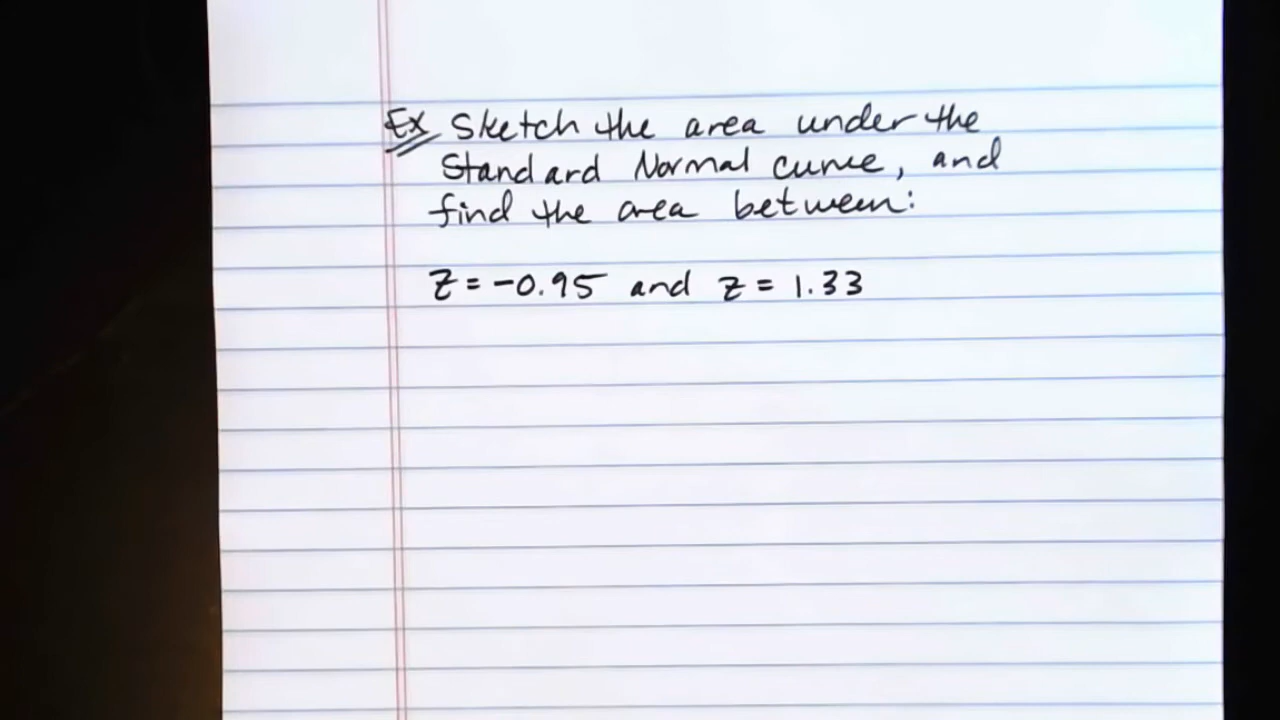 Ex Sketch the area under the
Standard Normal curve, and
find the area between:
z = -0.95 and z = 1.33